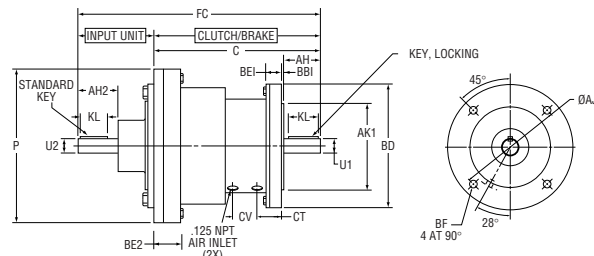 FC
INPUT UNIT
CLUTCH/BRAKE
C
AH
KEY, LOCKING
BEI
BBI
STANDARD
KEY
AH2
KL
KL
45°
ØAJ
P
U2
AK1
BD
U1
CV
CT
BE2
.125 NPT
AIR INLET
(2X)
BF
4 AT 90°
28°